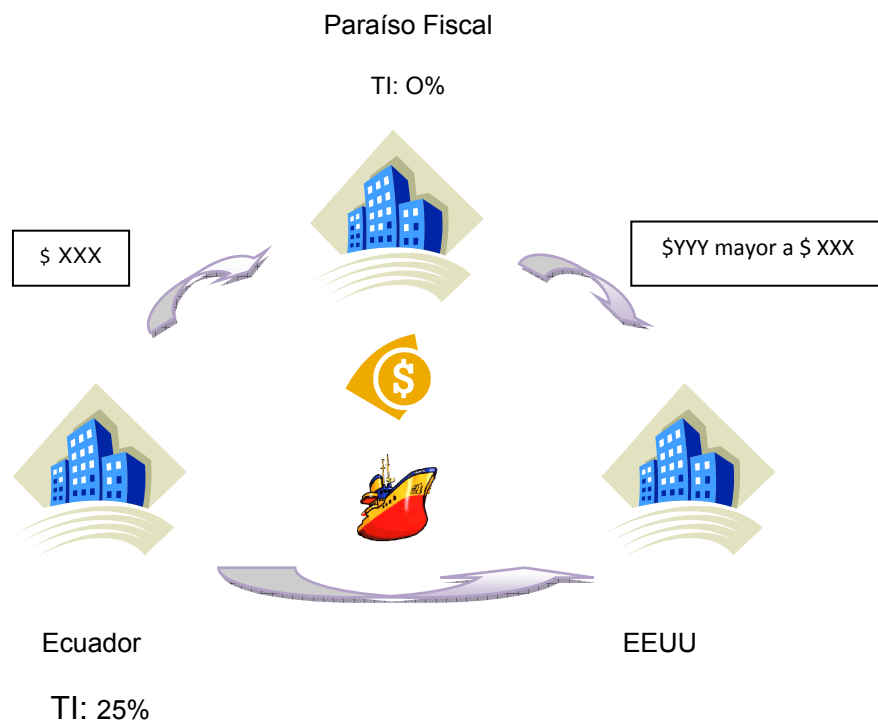 Paraíso Fiscal
TI: O%
$ XXX
$YYY mayor a $ XXX
$
Ecuador
EEUU
TI: 25%